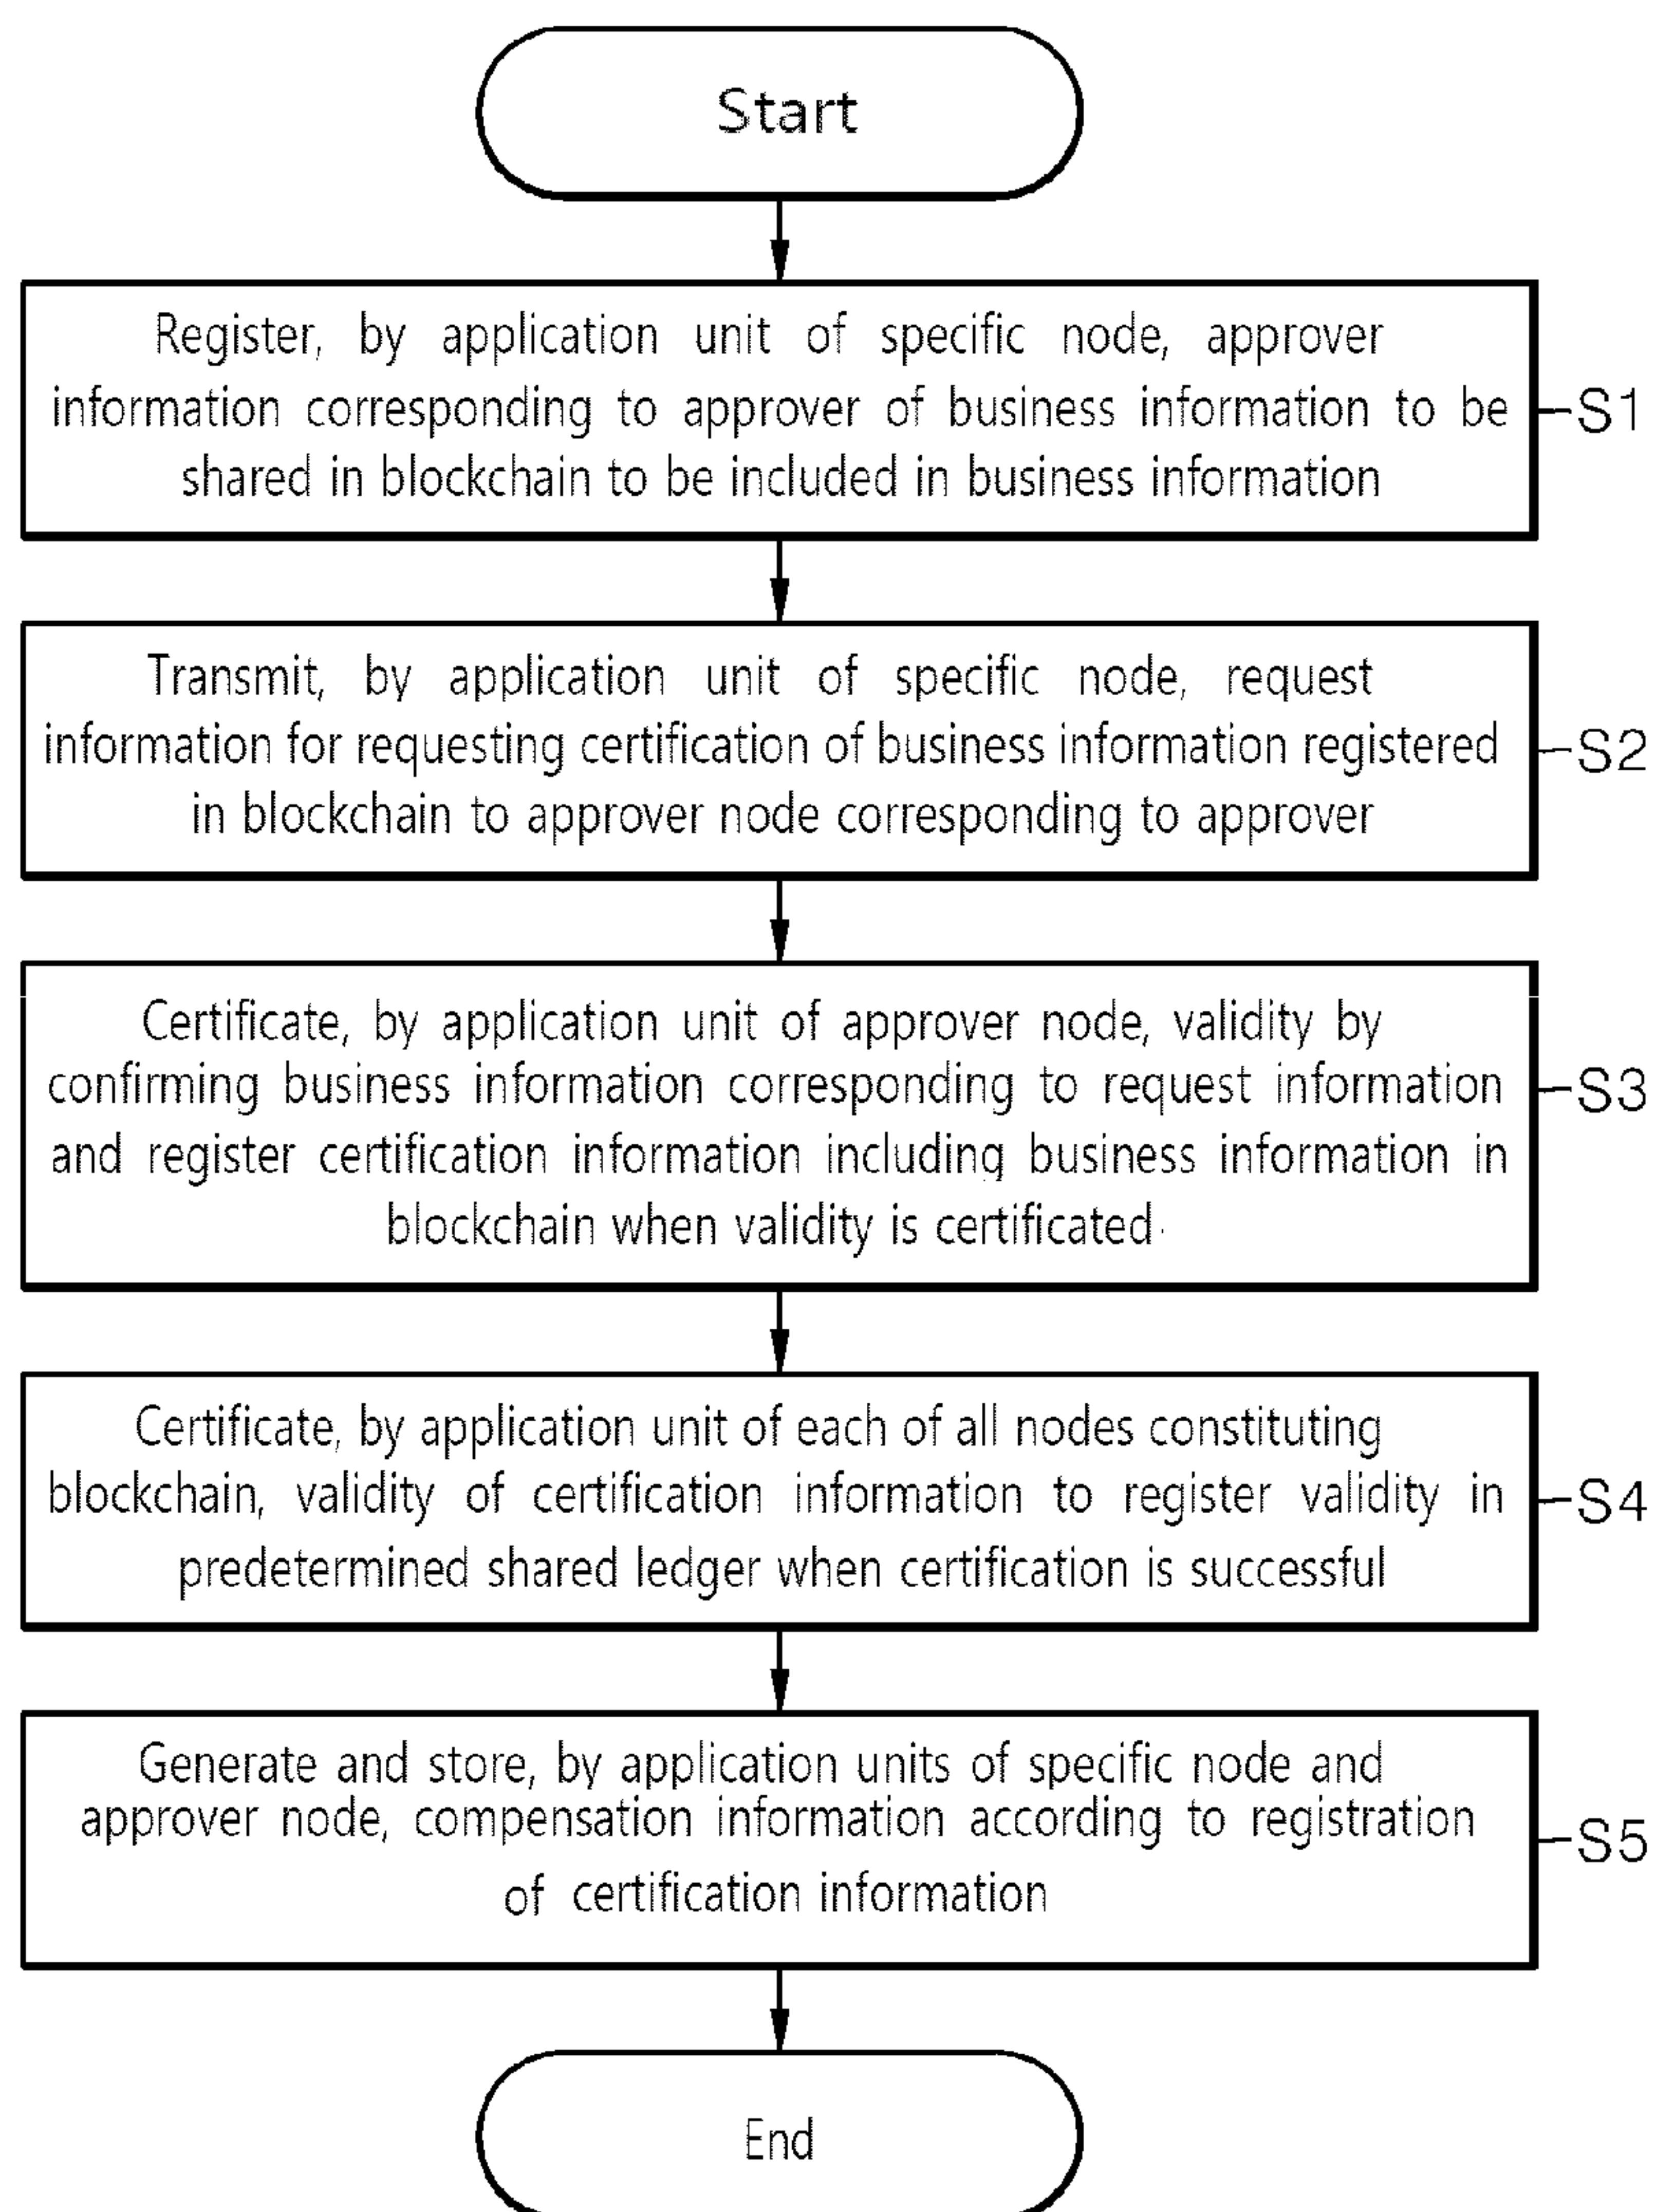 Start
Register, by application unit of specific node, approver
information corresponding to approver of business information to be
shared in blockchain to be included in business information
S1
Transmit, by application unit of specific node, request
information for requesting certification of business information registered
in blockchain to approver node corresponding to approver
S2
Certificate, by application unit of approver node, validity by
confirming business information corresponding to request information
and register certification information including business information in
blockchain when validity is certificated
S3
Certificate, by application unit of each of all nodes constituting
blockchain, validity of certification information to register validity in
predetermined shared ledger when certification is successful
S4
Generate and store, by application units of specific node and
approver node, compensation information according to registration
of certification information
S5
End